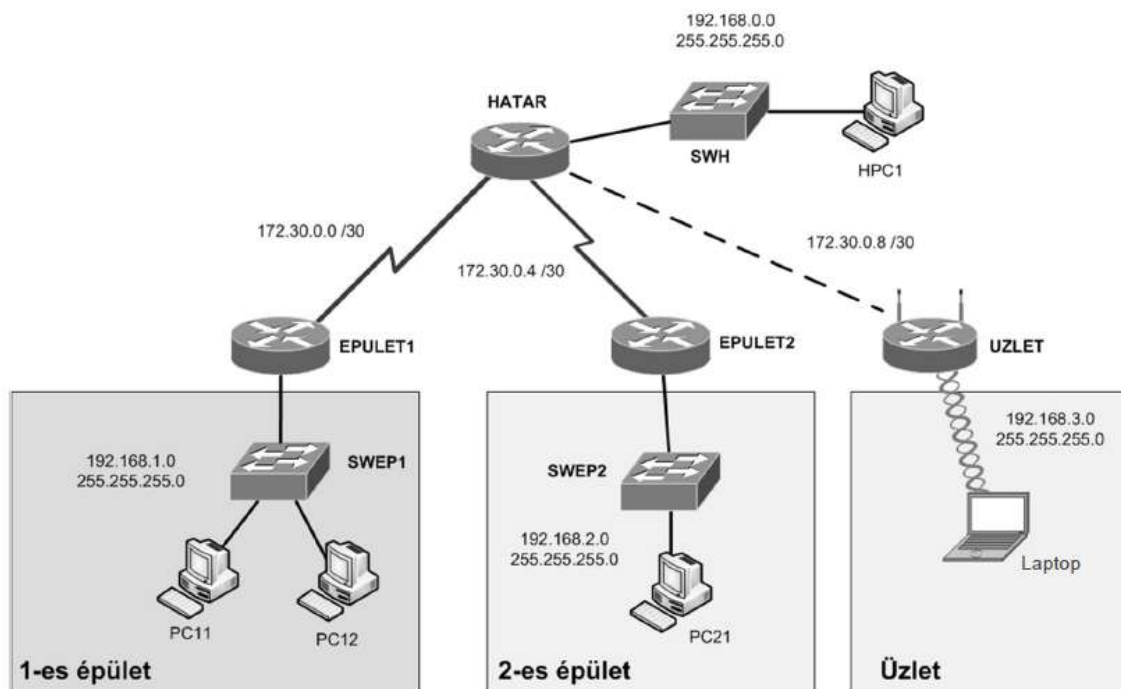 192.168.0.0
255.255.255.0
HATAR
SWH
HPC1
172.30.0.0 /30
172.30.0.4 /30
172.30.0.8 /30
EPULET1
EPULET2
UZLET
192.168.1.0
255.255.255.0
SWEP1
PC11
PC12
1-es épület
SWEP2
192.168.2.0
255.255.255.0
PC21
2-es épület
192.168.3.0
255.255.255.0
Laptop
Üzlet